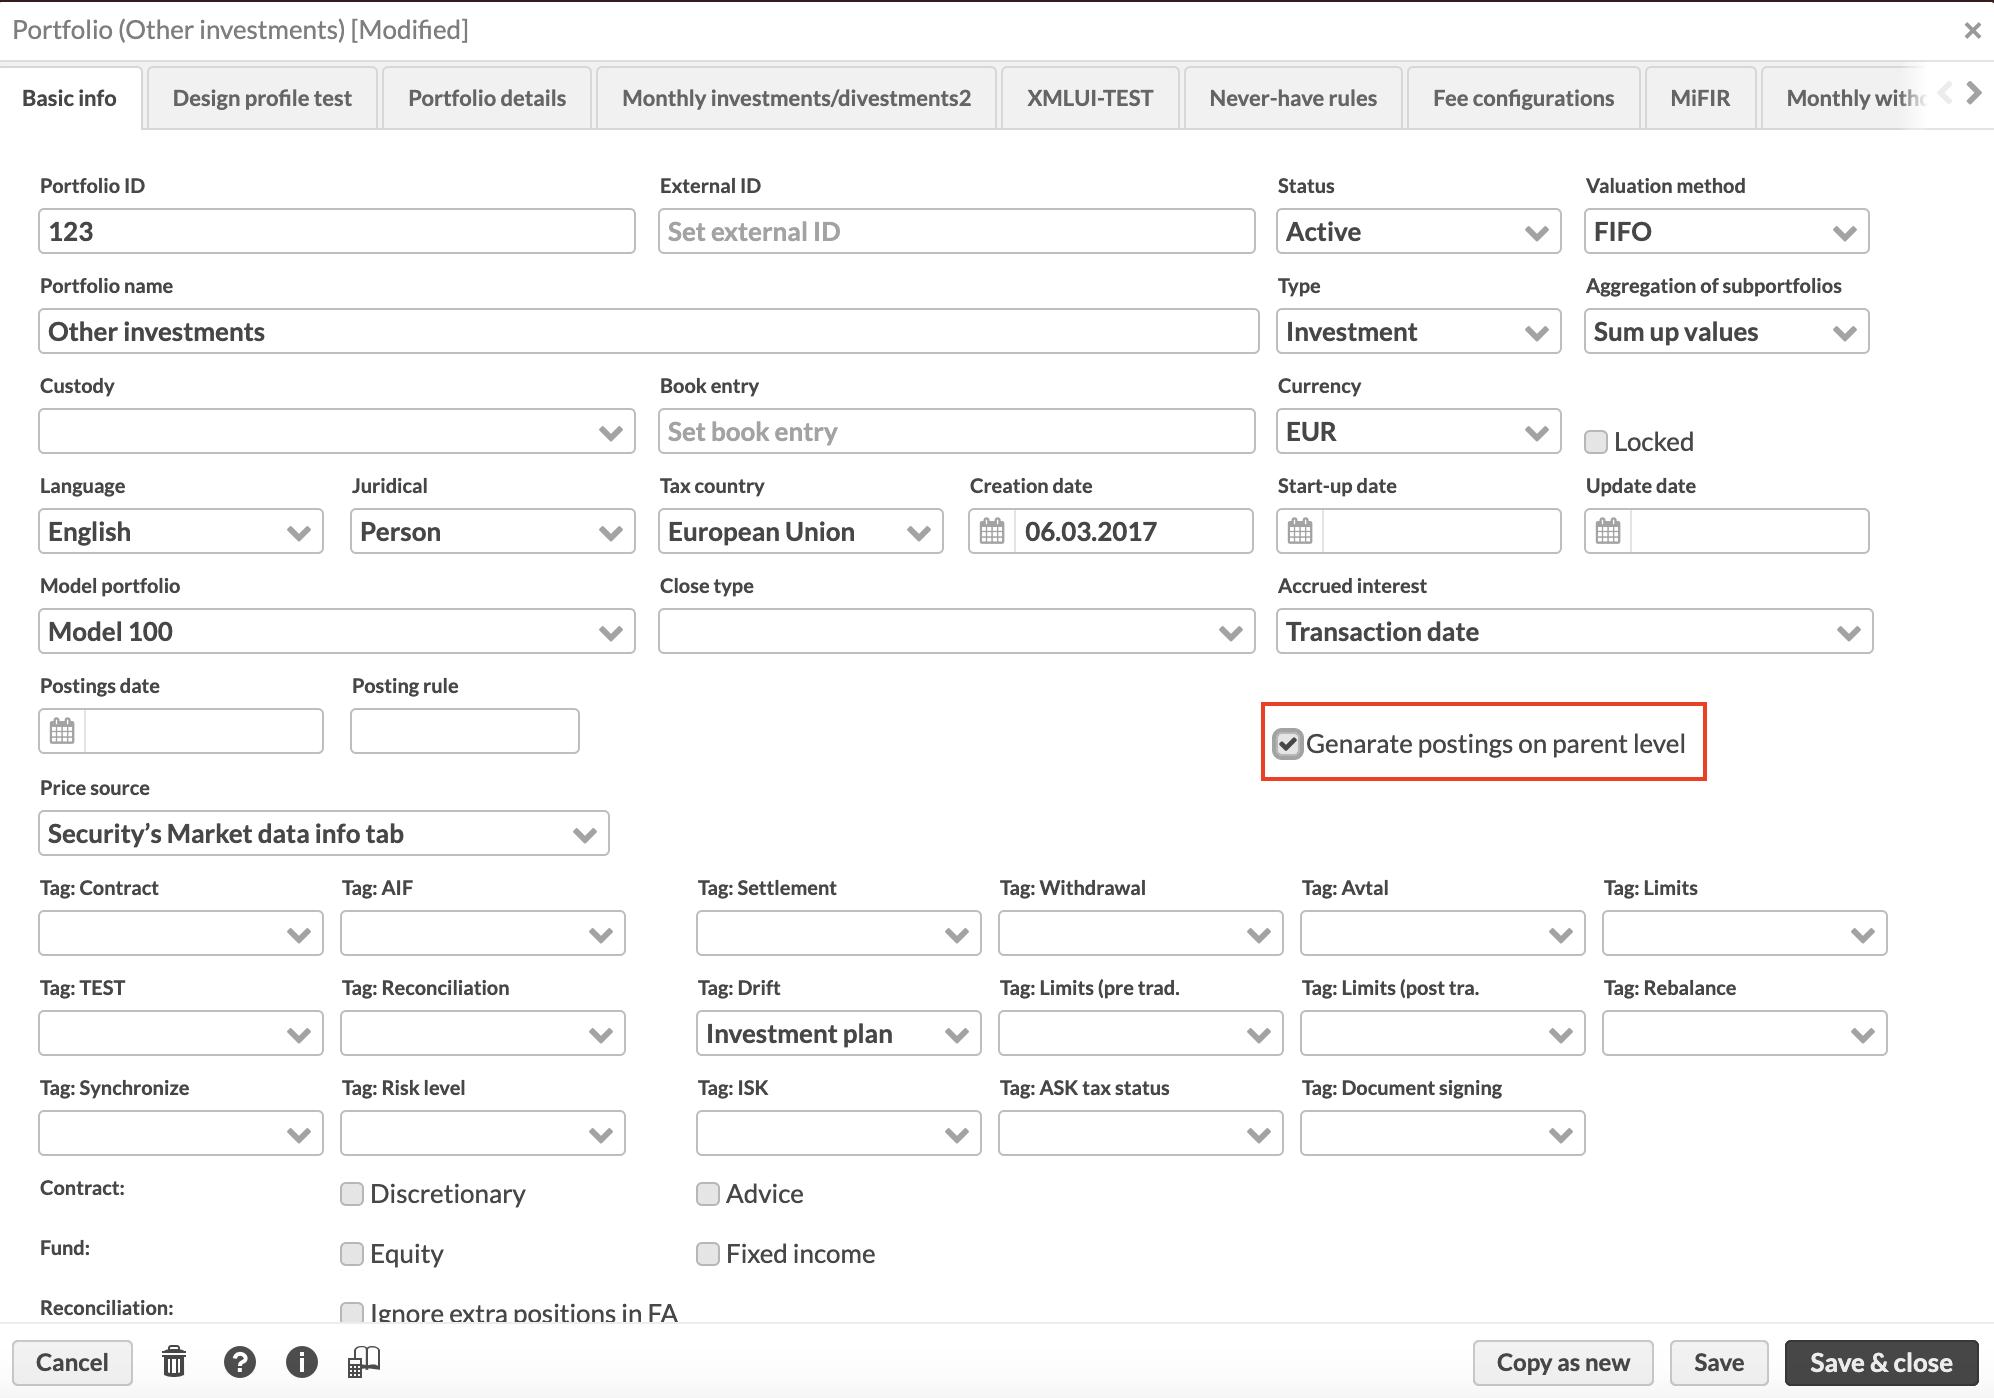 Portfolio (Other investments) [Modified]
Basic info Design profile test Portfolio details Monthly investments/divestments2 XMLUI-TEST Never-have rules Fee configurations MiFIR Monthly
Portfolio ID External ID Status Valuation method
123 Set external ID Active FIFO
Portfolio name Type Aggregation of subportfolios
Other investments Investment Sum up values
Custody Book entry Currency
Set book entry EUR Locked
Language Juridical Tax country Creation date Start-up date Update date
English Person European Union 06.03.2017
Model portfolio Close type Accrued interest
Model 100 Transaction date
Postings date Posting rule
Genarate postings on parent level
Price source
Security's Market data info tab
Tag: Contract Tag: AIF Tag: Settlement Tag: Withdrawal Tag: Avtal Tag: Limits
Tag: TEST Tag: Reconciliation Tag: Drift Tag: Limits (pre trad. Tag: Limits (post tra. Tag: Rebalance
Investment plan
Tag: Synchronize Tag: Risk level Tag: ISK Tag: ASK tax status Tag: Document signing
Contract: Discretionary Advice
Fund: Equity Fixed income
Reconciliation: Ignore extra positions in FA
Cancel Copy as new Save Save & close